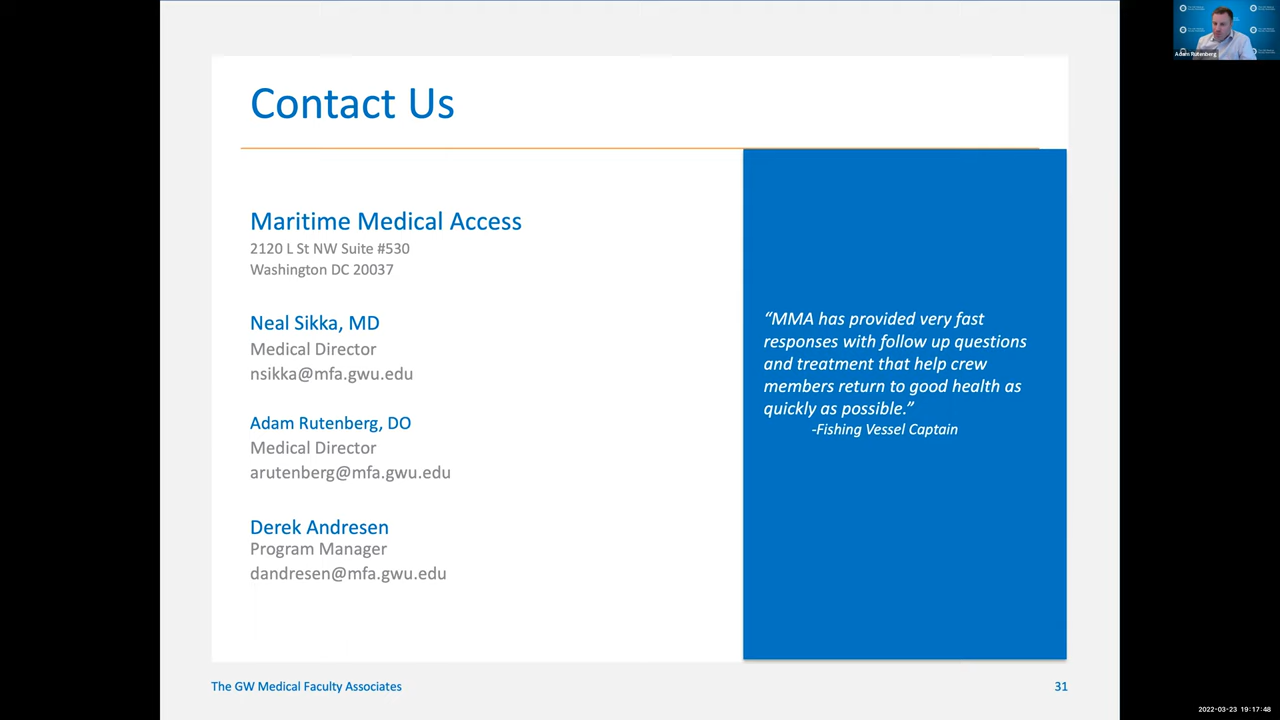 Contact Us
Maritime Medical Access
2120 L St NW Suite #530
Washington DC 20037
Neal Sikka, MD
Medical Director
nsikka@mfa.gwu.edu
Adam Rutenberg, DO
Medical Director
arutenberg@mfa.gwu.edu
Derek Andresen
Program Manager
dandresen@mfa.gwu.edu
“MMA has provided very fast
responses with follow up questions
and treatment that help crew
members return to good health as
quickly as possible.”
-Fishing Vessel Captain
The GW Medical Faculty Associates
31
Adam Rutenberg
2022-03-23 19:17:48